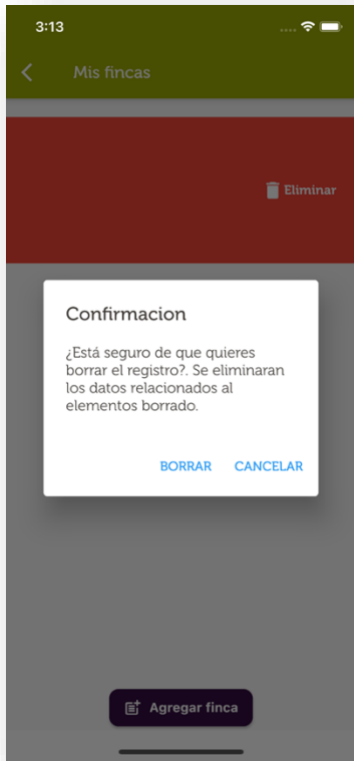 3:13
Mis fincas
Eliminar
Confirmacion
¿Está seguro de que quieres
borrar el registro?. Se eliminaran
los datos relacionados al
elementos borrado.
BORRAR CANCELAR
Agregar finca